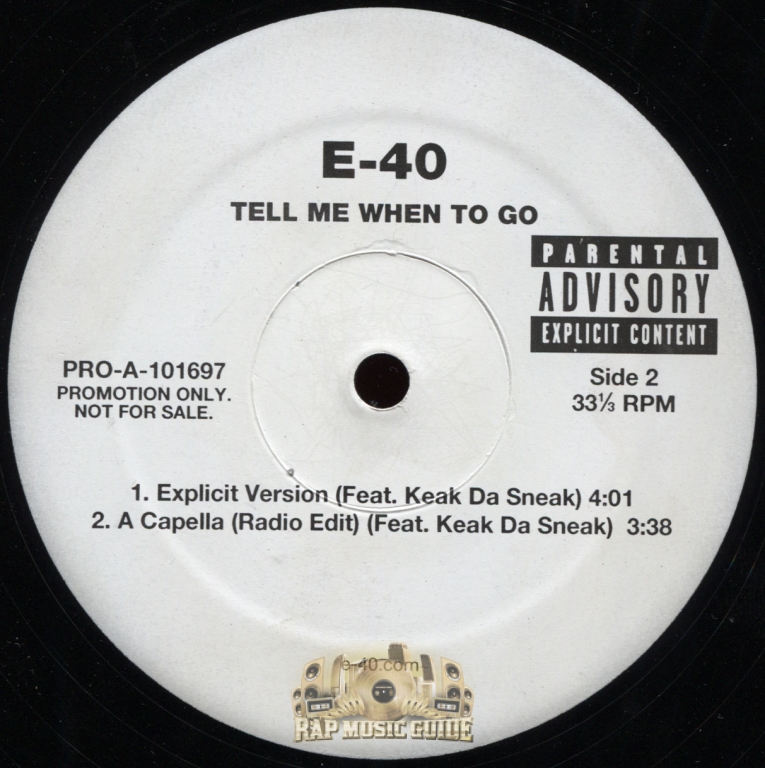 E-40
TELL ME WHEN TO GO
PARENTAL
ADVISORY
EXPLICIT CONTENT
PRO-A-101697
PROMOTION ONLY.
NOT FOR SALE.
Side 2
33⅓ RPM
1. Explicit Version (Feat. Keak Da Sneak) 4:01
2. A Capella (Radio Edit) (Feat. Keak Da Sneak) 3:38
e-40.com
RAP MUSIC GUIDE